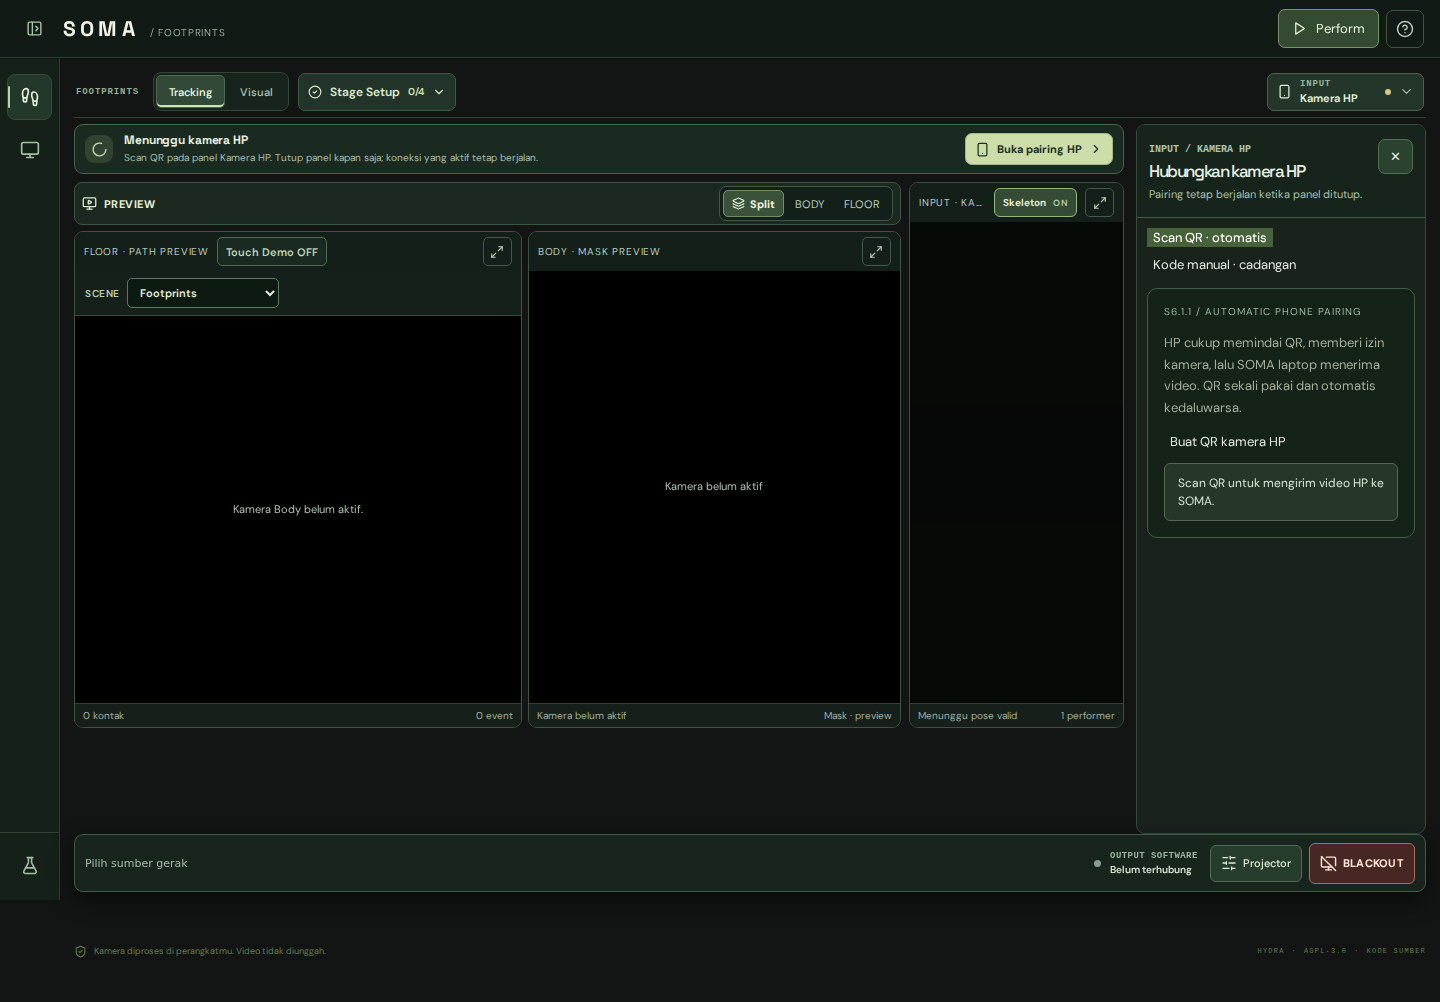 SOMA / FOOTPRINTS
Perform
FOOTPRINTS
Tracking
Visual
Stage Setup 0/4
INPUT
Kamera HP
Menunggu kamera HP
Scan QR pada panel Kamera HP. Tutup panel kapan saja; koneksi yang aktif tetap berjalan.
Buka pairing HP
PREVIEW
Split
BODY
FLOOR
INPUT · KA...
Skeleton ON
FLOOR · PATH PREVIEW
Touch Demo OFF
SCENE
Footprints
BODY · MASK PREVIEW
Kamera Body belum aktif.
Kamera belum aktif
0 kontak
0 event
Kamera belum aktif
Mask · preview
Menunggu pose valid
1 performer
INPUT / KAMERA HP
Hubungkan kamera HP
Pairing tetap berjalan ketika panel ditutup.
Scan QR · otomatis
Kode manual · cadangan
S6.1.1 / AUTOMATIC PHONE PAIRING
HP cukup memindai QR, memberi izin
kamera, lalu SOMA laptop menerima
video. QR sekali pakai dan otomatis
kedaluwarsa.
Buat QR kamera HP
Scan QR untuk mengirim video HP ke
SOMA.
Pilih sumber gerak
OUTPUT SOFTWARE
Belum terhubung
Projector
BLACKOUT
Kamera diproses di perangkatmu. Video tidak diunggah.
HYDRA · AGPL-3.0 · KODE SUMBER